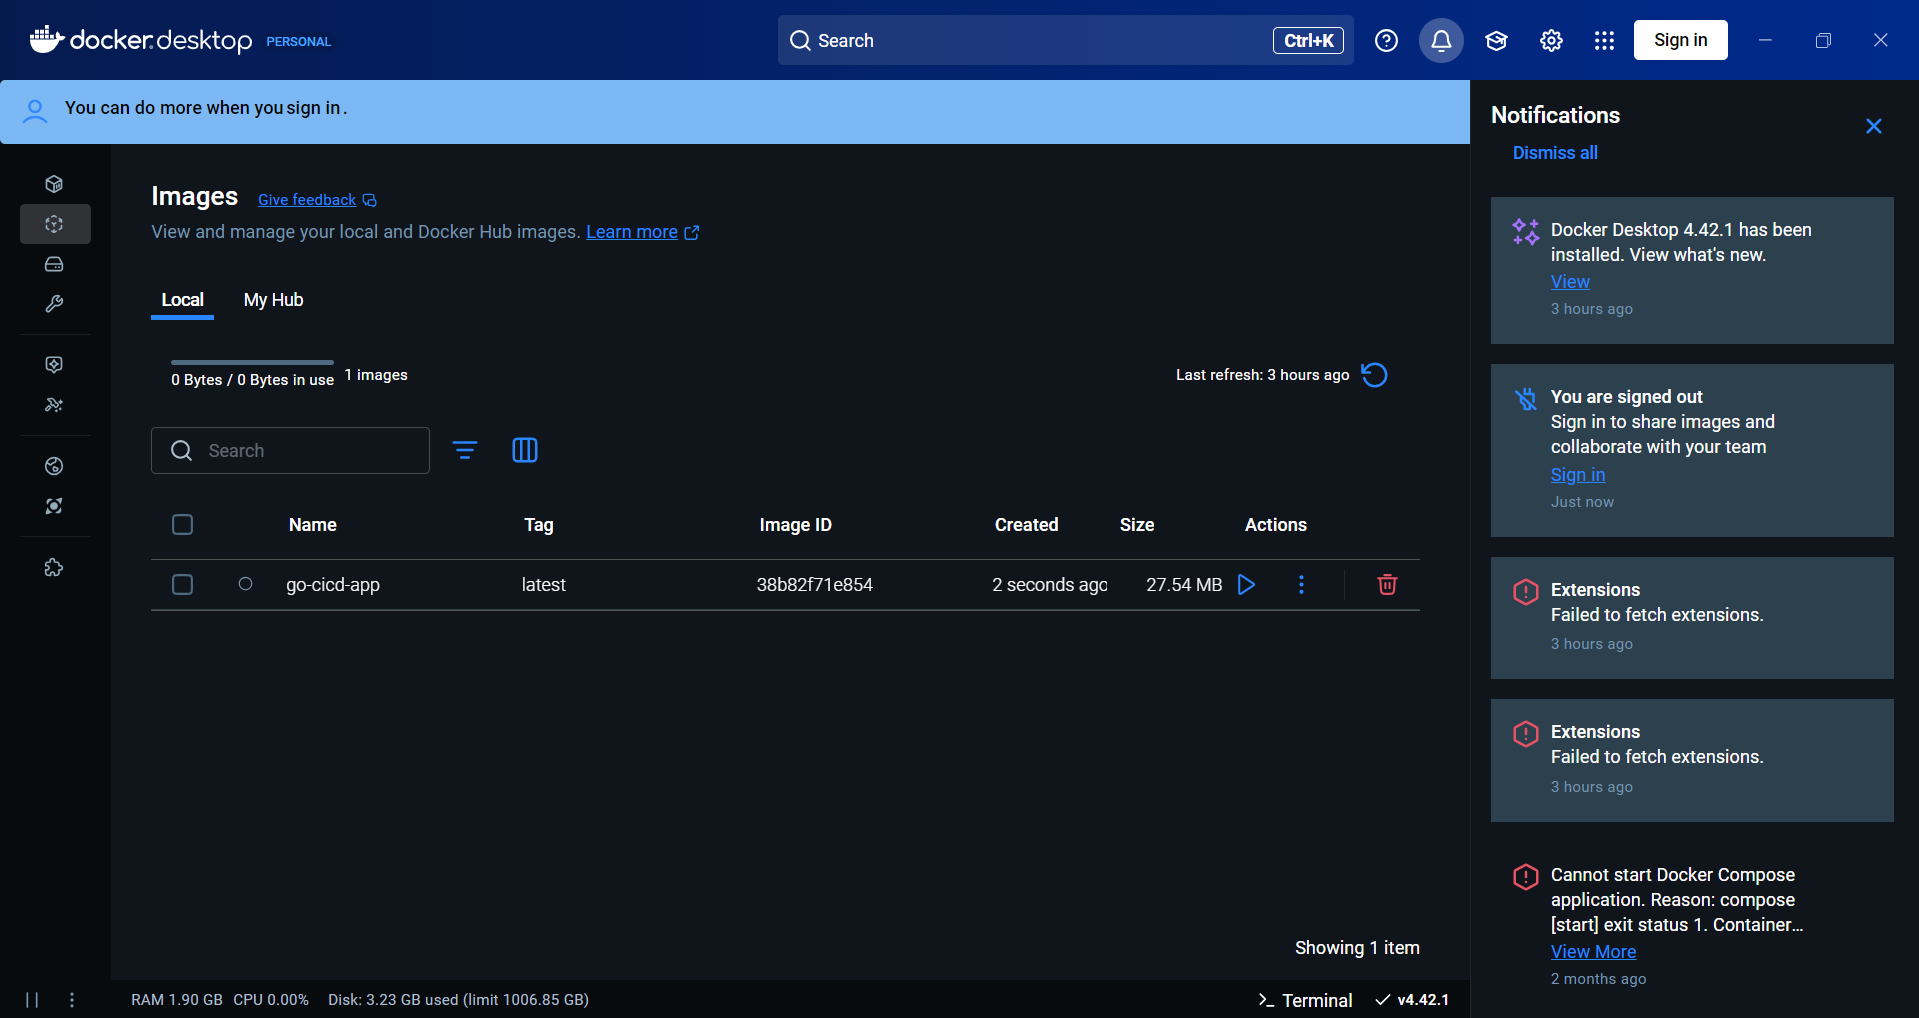 docker.desktop PERSONAL
Search
Ctrl+K
Sign in
You can do more when you sign in.
Images
Give feedback
View and manage your local and Docker Hub images. Learn more
Local
My Hub
0 Bytes / 0 Bytes in use
1 images
Last refresh: 3 hours ago
Search
Name Tag Image ID Created Size Actions
go-cicd-app latest 38b82f71e854 2 seconds ago 27.54 MB
Showing 1 item
RAM 1.90 GB CPU 0.00% Disk: 3.23 GB used (limit 1006.85 GB)
>_ Terminal
v4.42.1
Notifications
Dismiss all
Docker Desktop 4.42.1 has been
installed. View what's new.
View
3 hours ago
You are signed out
Sign in to share images and
collaborate with your team
Sign in
Just now
Extensions
Failed to fetch extensions.
3 hours ago
Extensions
Failed to fetch extensions.
3 hours ago
Cannot start Docker Compose
application. Reason: compose
[start] exit status 1. Container...
View More
2 months ago